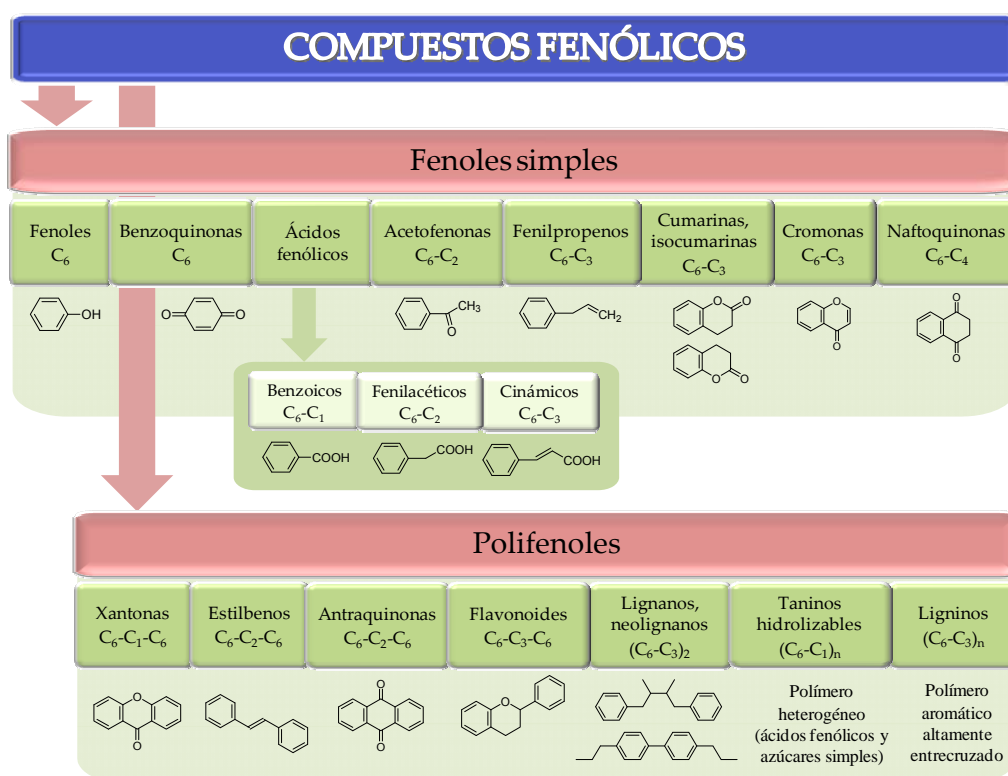 COMPUESTOS FENÓLICOS
Fenoles simples
Fenoles
C₆
Benzoquinonas
C₆
Ácidos
fenólicos
Acetofenonas
C₆-C₂
Fenilpropenos
C₆-C₃
Cumarinas,
isocumarinas
C₆-C₃
Cromonas
C₆-C₃
Naftoquinonas
C₆-C₄
OH
O
O
CH₃
O
CH₂
O
O
O
O
O
O
O
O
Benzoicos
C₆-C₁
Fenilacéticos
C₆-C₂
Cinámicos
C₆-C₃
COOH
COOH
COOH
Polifenoles
Xantonas
C₆-C₁-C₆
Estilbenos
C₆-C₂-C₆
Antraquinonas
C₆-C₂-C₆
Flavonoides
C₆-C₃-C₆
Lignanos,
neolignanos
(C₆-C₃)₂
Taninos
hidrolizables
(C₆-C₁)ₙ
Ligninos
(C₆-C₃)ₙ
O
O
O
O
O
Polímero
heterogéneo
(ácidos fenólicos y
azúcares simples)
Polímero
aromático
altamente
entrecruzado